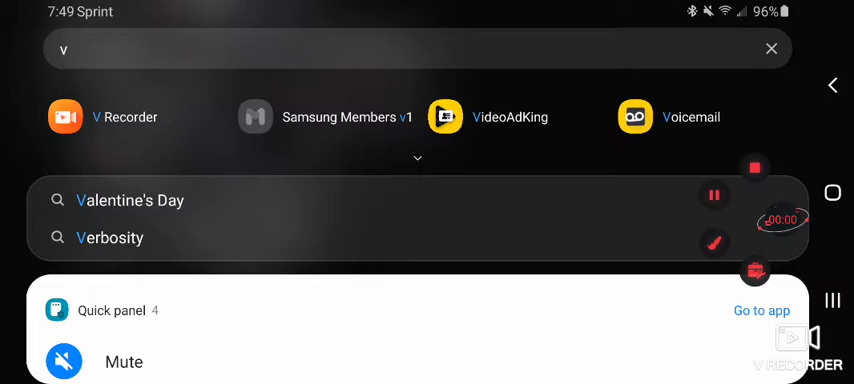 7:49 Sprint
96%
v
V Recorder
Samsung Members v1
VideoAdKing
Voicemail
Valentine's Day
Verbosity
00:00
Quick panel 4
Go to app
Mute
V RECORDER